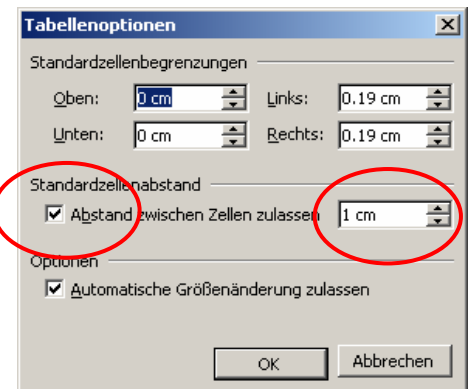 Tabellenoptionen
Standardzellenbegrenzungen
Oben: 0 cm Links: 0.19 cm
Unten: 0 cm Rechts: 0.19 cm
Standardzellenabstand
Abstand zwischen Zellen zulassen 1 cm
Optionen
Automatische Größenänderung zulassen
OK Abbrechen